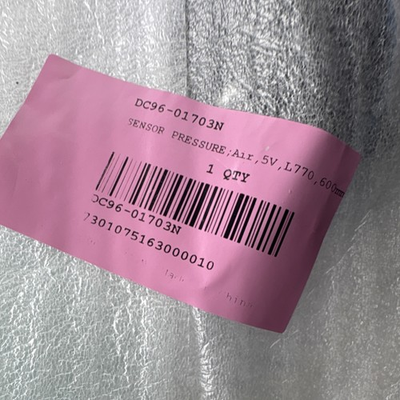 DC96-01703N
SENSOR PRESSURE;Air,5V,L770,600mm
1 QTY
DC96-01703N
7301075163000010